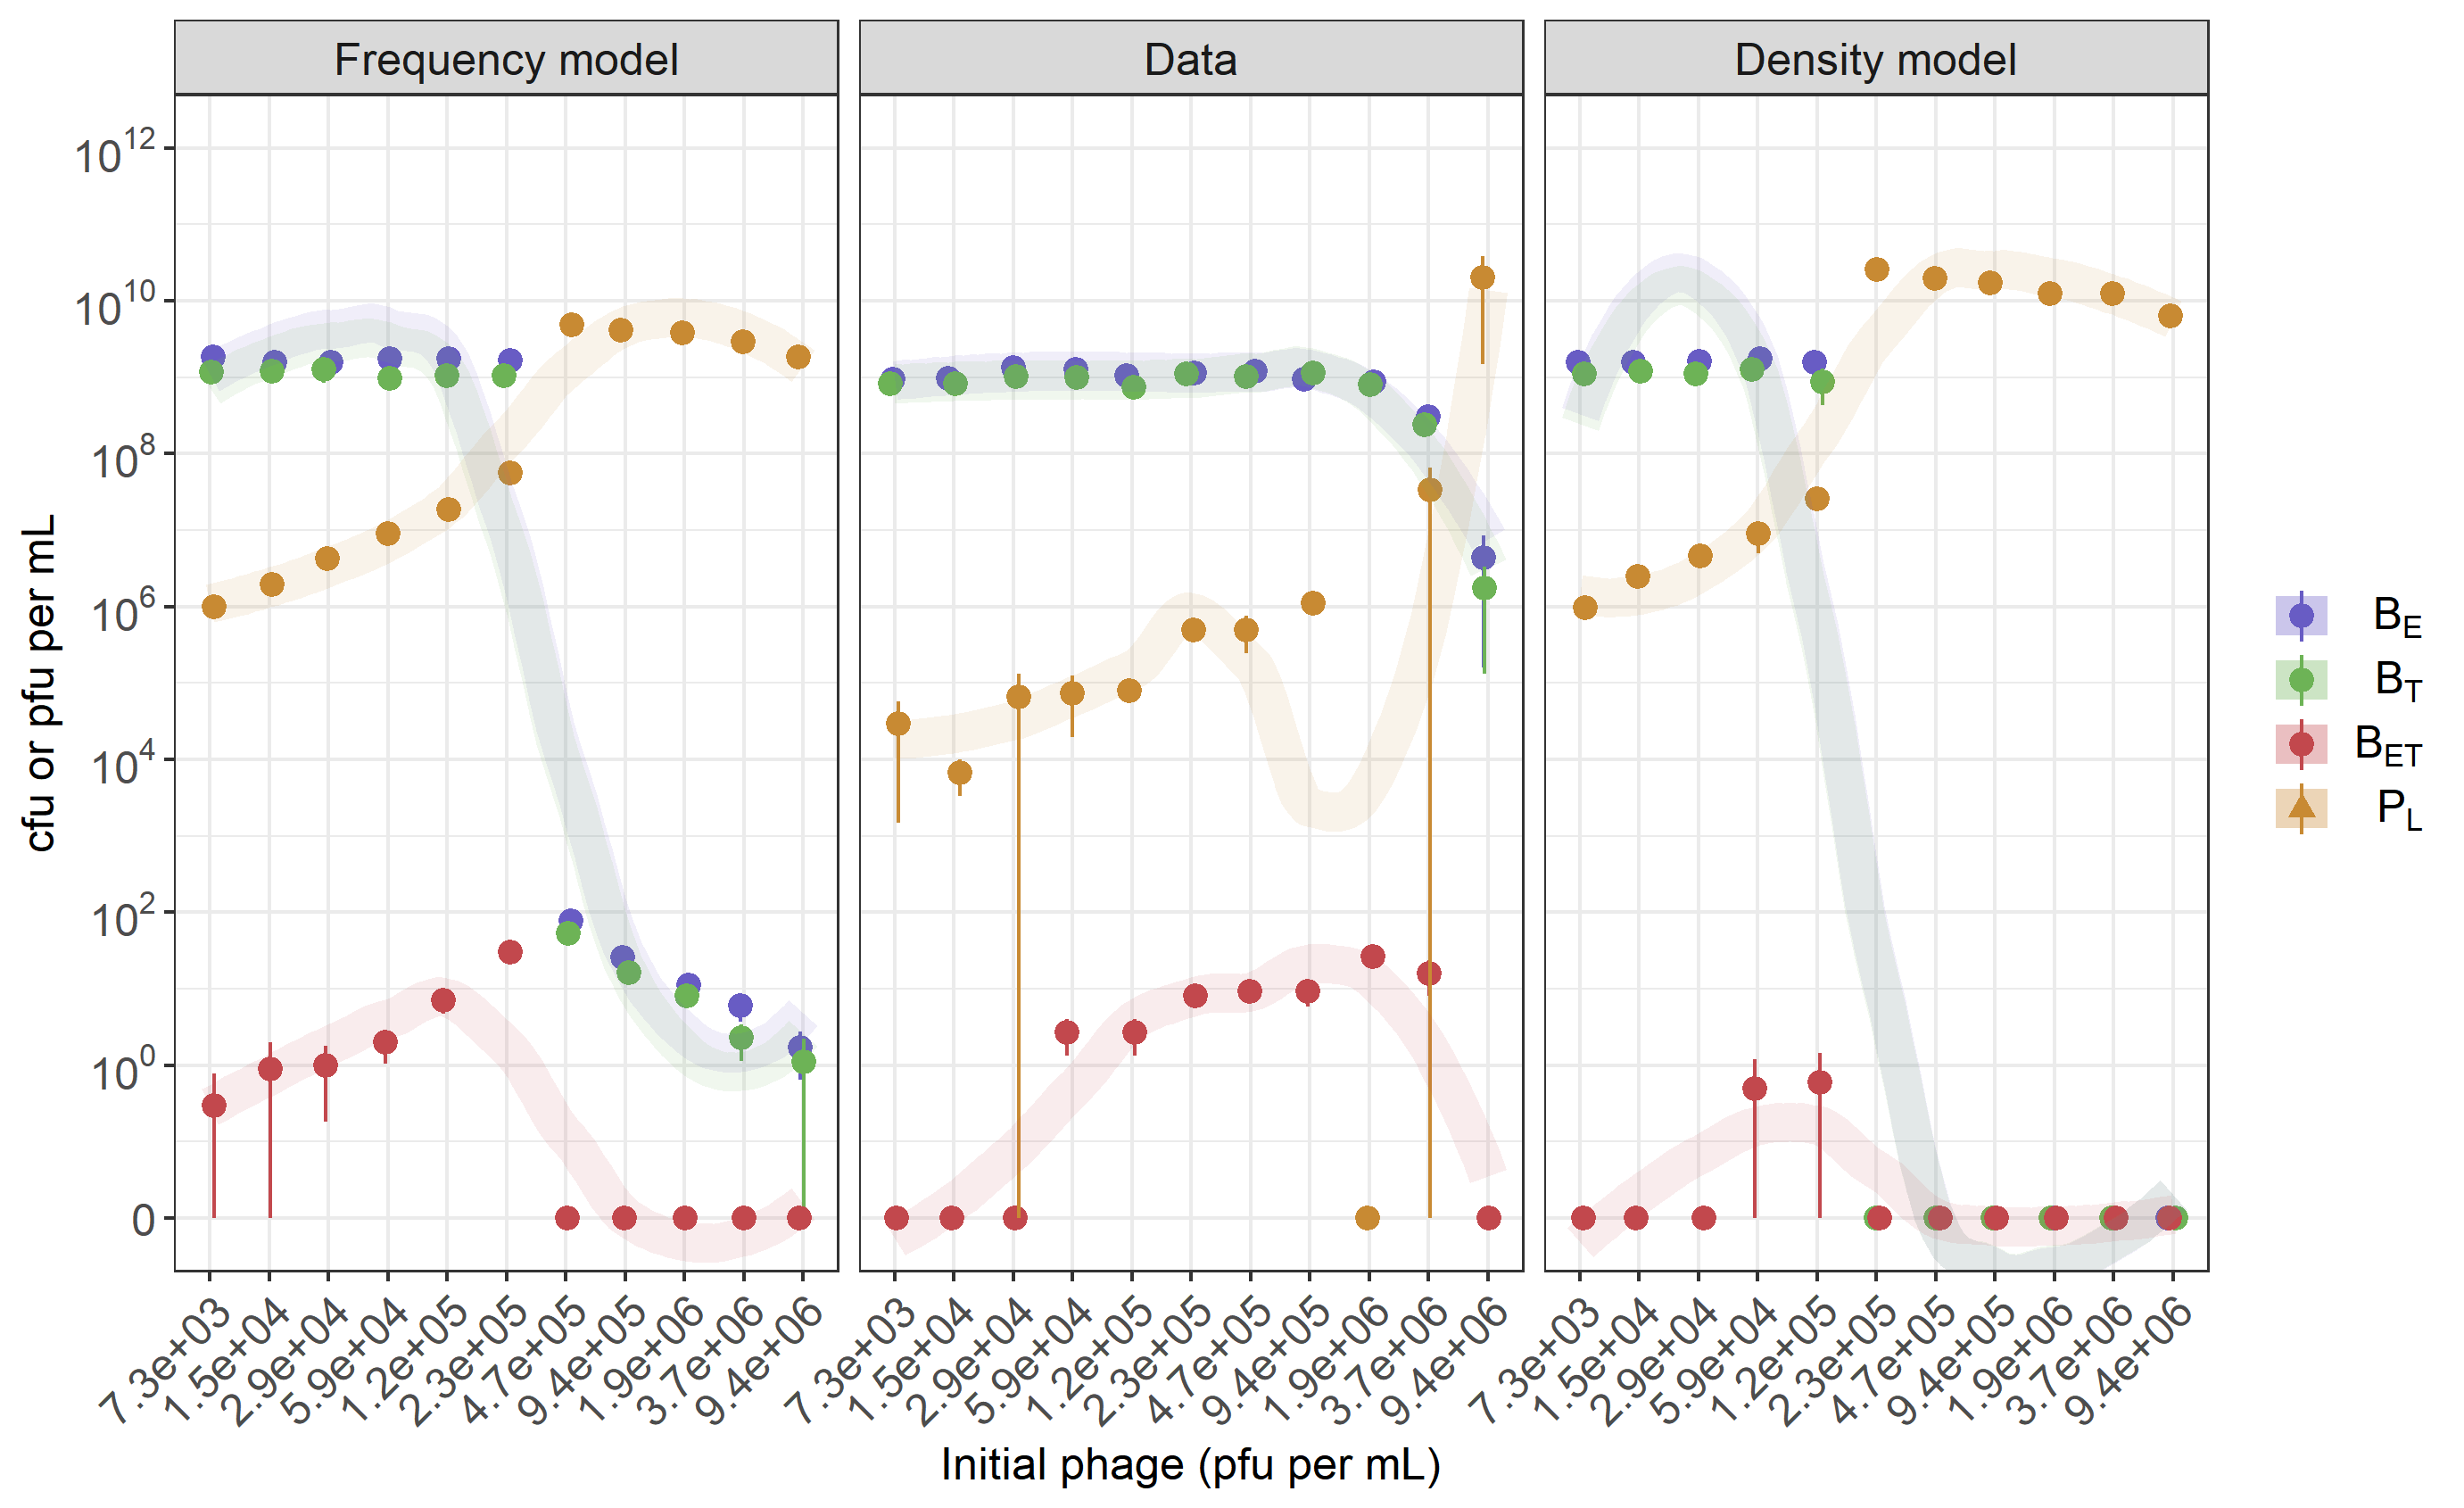 Frequency model
Data
Density model
cfu or pfu per mL
10^12
10^10
10^8
10^6
10^4
10^2
10^0
0
7.3e+03 1.5e+04 2.9e+04 5.9e+04 1.2e+05 2.3e+05 4.7e+05 9.4e+05 1.9e+06 3.7e+06 9.4e+06
7.3e+03 1.5e+04 2.9e+04 5.9e+04 1.2e+05 2.3e+05 4.7e+05 9.4e+05 1.9e+06 3.7e+06 9.4e+06
7.3e+03 1.5e+04 2.9e+04 5.9e+04 1.2e+05 2.3e+05 4.7e+05 9.4e+05 1.9e+06 3.7e+06 9.4e+06
Initial phage (pfu per mL)
B_E
B_T
B_ET
P_L